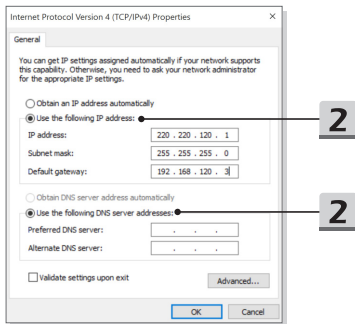 Internet Protocol Version 4 (TCP/IPv4) Properties
General
You can get IP settings assigned automatically if your network supports
this capability. Otherwise, you need to ask your network administrator
for the appropriate IP settings.
Obtain an IP address automatically
Use the following IP address:
2
IP address:
220 . 220 . 120 . 1
Subnet mask:
255 . 255 . 255 . 0
Default gateway:
192 . 168 . 120 . 3
Obtain DNS server address automatically
Use the following DNS server addresses:
2
Preferred DNS server:
. . .
Alternate DNS server:
. . .
Validate settings upon exit
Advanced...
OK
Cancel